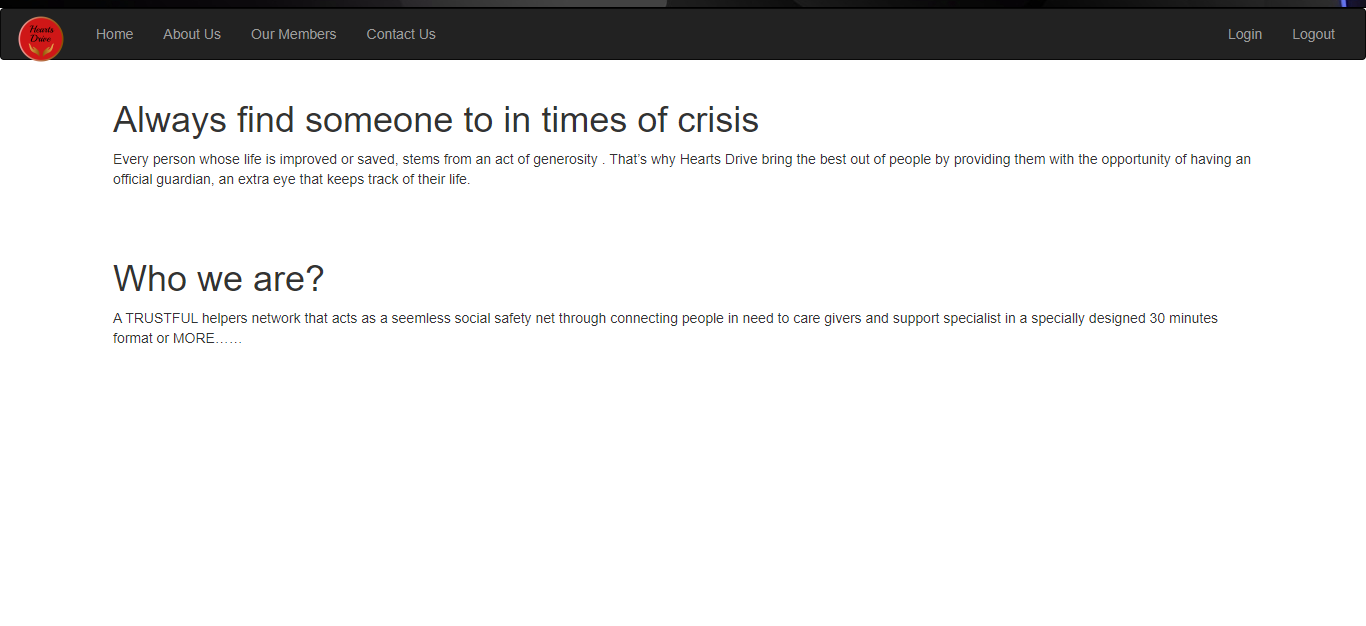 Hearts
Drive
Home About Us Our Members Contact Us Login Logout
Always find someone to in times of crisis
Every person whose life is improved or saved, stems from an act of generosity . That’s why Hearts Drive bring the best out of people by providing them with the opportunity of having an
official guardian, an extra eye that keeps track of their life.
Who we are?
A TRUSTFUL helpers network that acts as a seemless social safety net through connecting people in need to care givers and support specialist in a specially designed 30 minutes
format or MORE……